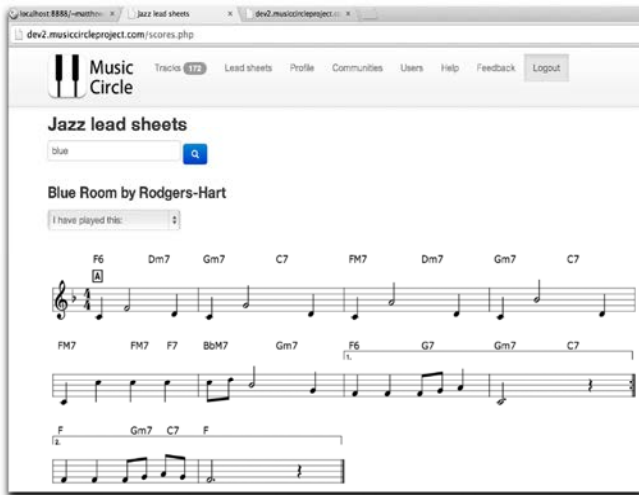 localhost:8888/~matthew Jazz lead sheets dev2.musiccircleproject.co
dev2.musiccircleproject.com/scores.php
Music Circle Tracks 172 Lead sheets Profile Communities Users Help Feedback Logout
Jazz lead sheets
blue
Blue Room by Rodgers-Hart
I have played this:
F6 Dm7 Gm7 C7 FM7 Dm7 Gm7 C7
A
4
4
FM7 FM7 F7 BbM7 Gm7 F6 G7 Gm7 C7
1.
F Gm7 C7 F
2.